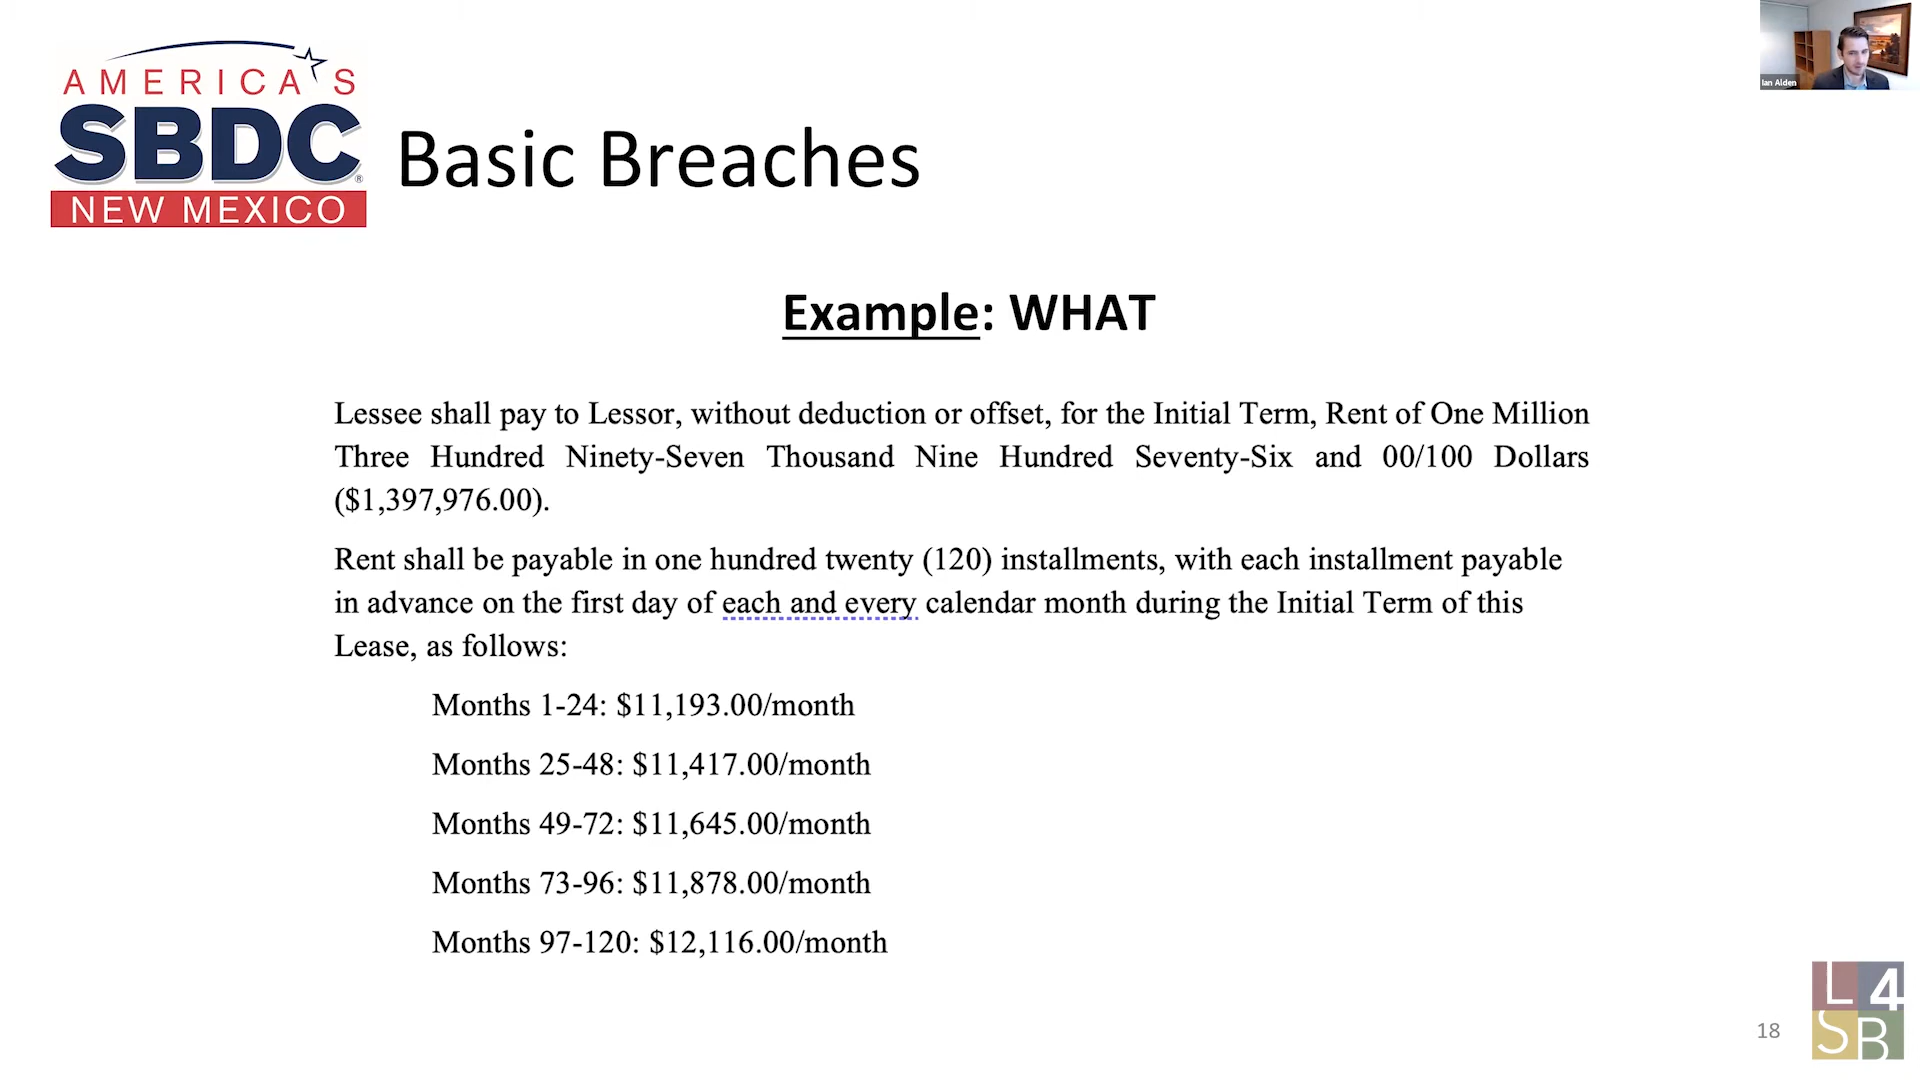 AMERICA'S
SBDC®
NEW MEXICO
Basic Breaches
Ian Alden
Example: WHAT
Lessee shall pay to Lessor, without deduction or offset, for the Initial Term, Rent of One Million
Three Hundred Ninety-Seven Thousand Nine Hundred Seventy-Six and 00/100 Dollars
($1,397,976.00).
Rent shall be payable in one hundred twenty (120) installments, with each installment payable
in advance on the first day of each and every calendar month during the Initial Term of this
Lease, as follows:
Months 1-24: $11,193.00/month
Months 25-48: $11,417.00/month
Months 49-72: $11,645.00/month
Months 73-96: $11,878.00/month
Months 97-120: $12,116.00/month
18
L4
SB